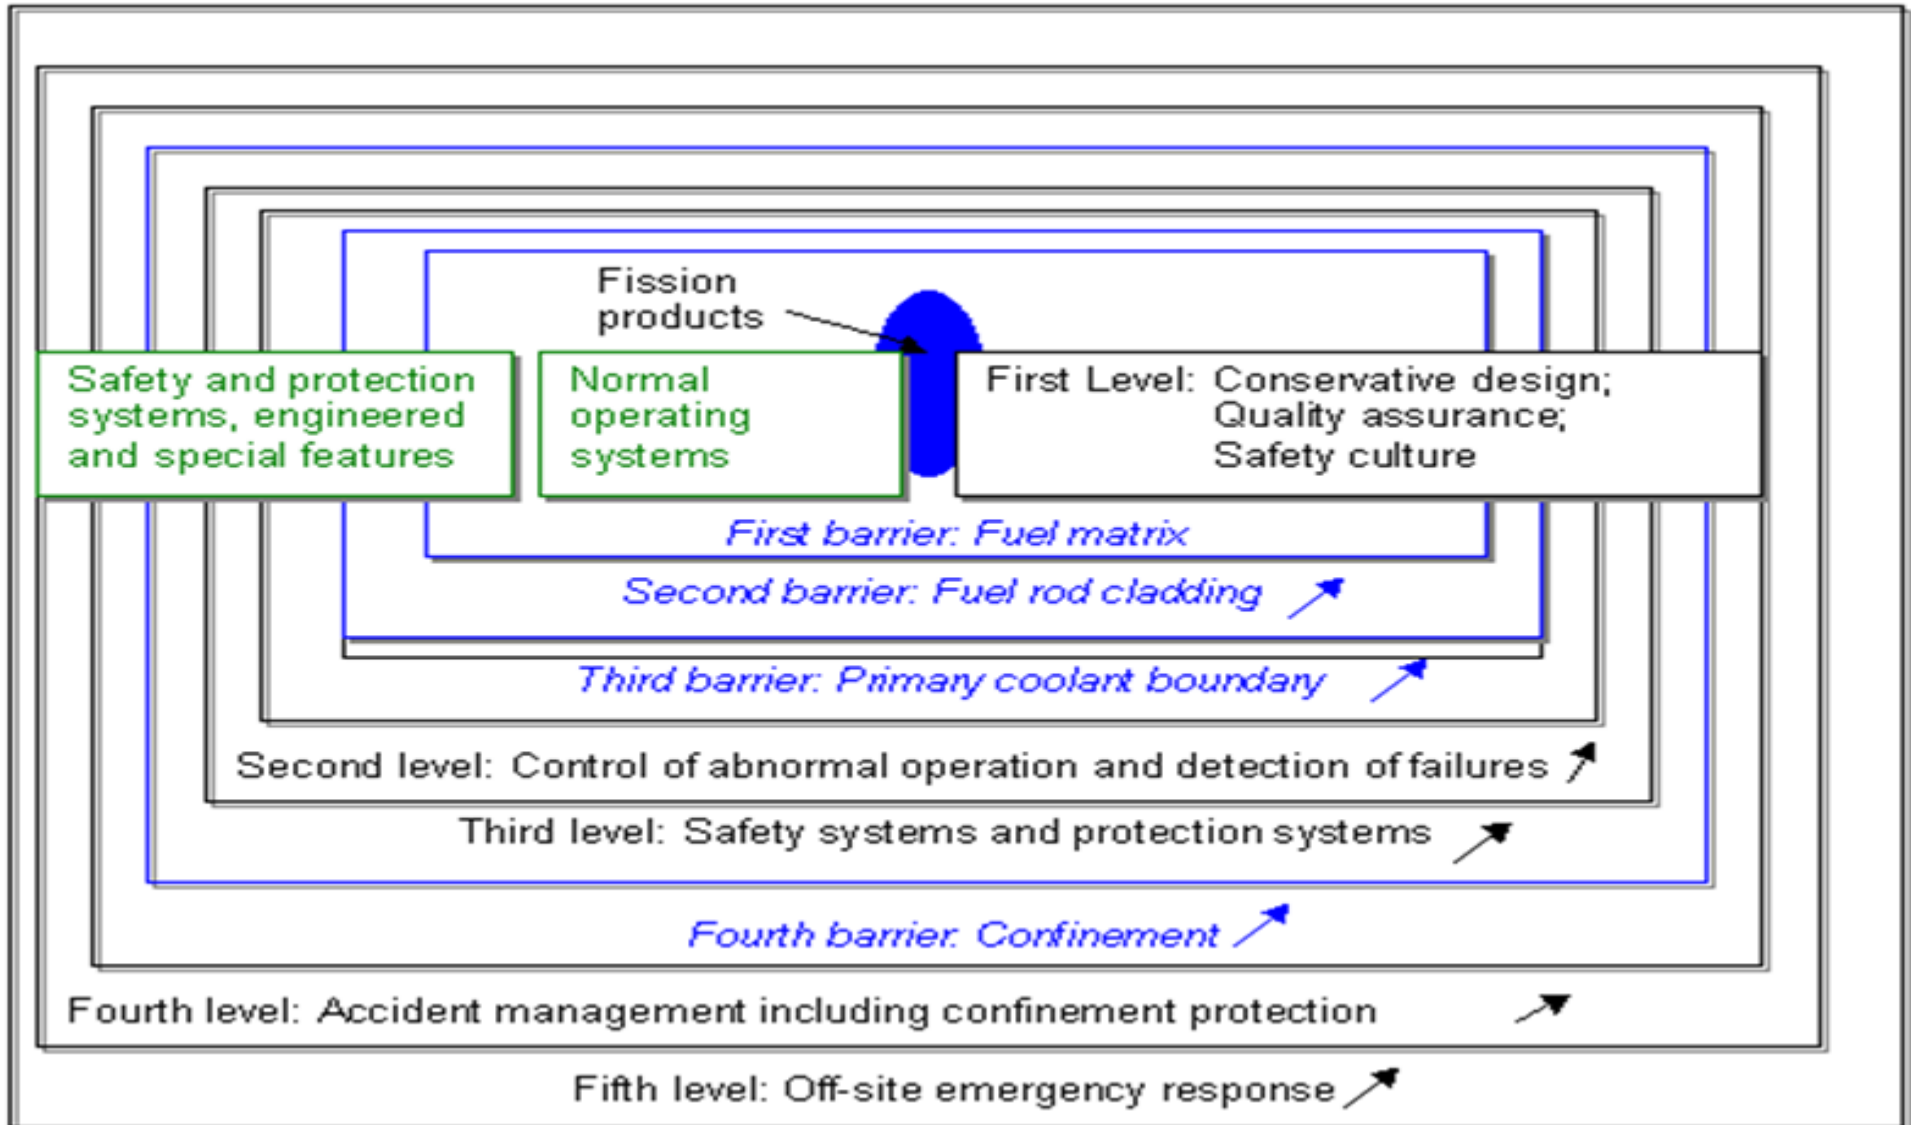 Fission
products
Safety and protection
systems, engineered
and special features
Normal
operating
systems
First Level: Conservative design;
Quality assurance;
Safety culture
First barrier: Fuel matrix
Second barrier: Fuel rod cladding
Third barrier: Primary coolant boundary
Second level: Control of abnormal operation and detection of failures
Third level: Safety systems and protection systems
Fourth barrier: Confinement
Fourth level: Accident management including confinement protection
Fifth level: Off-site emergency response